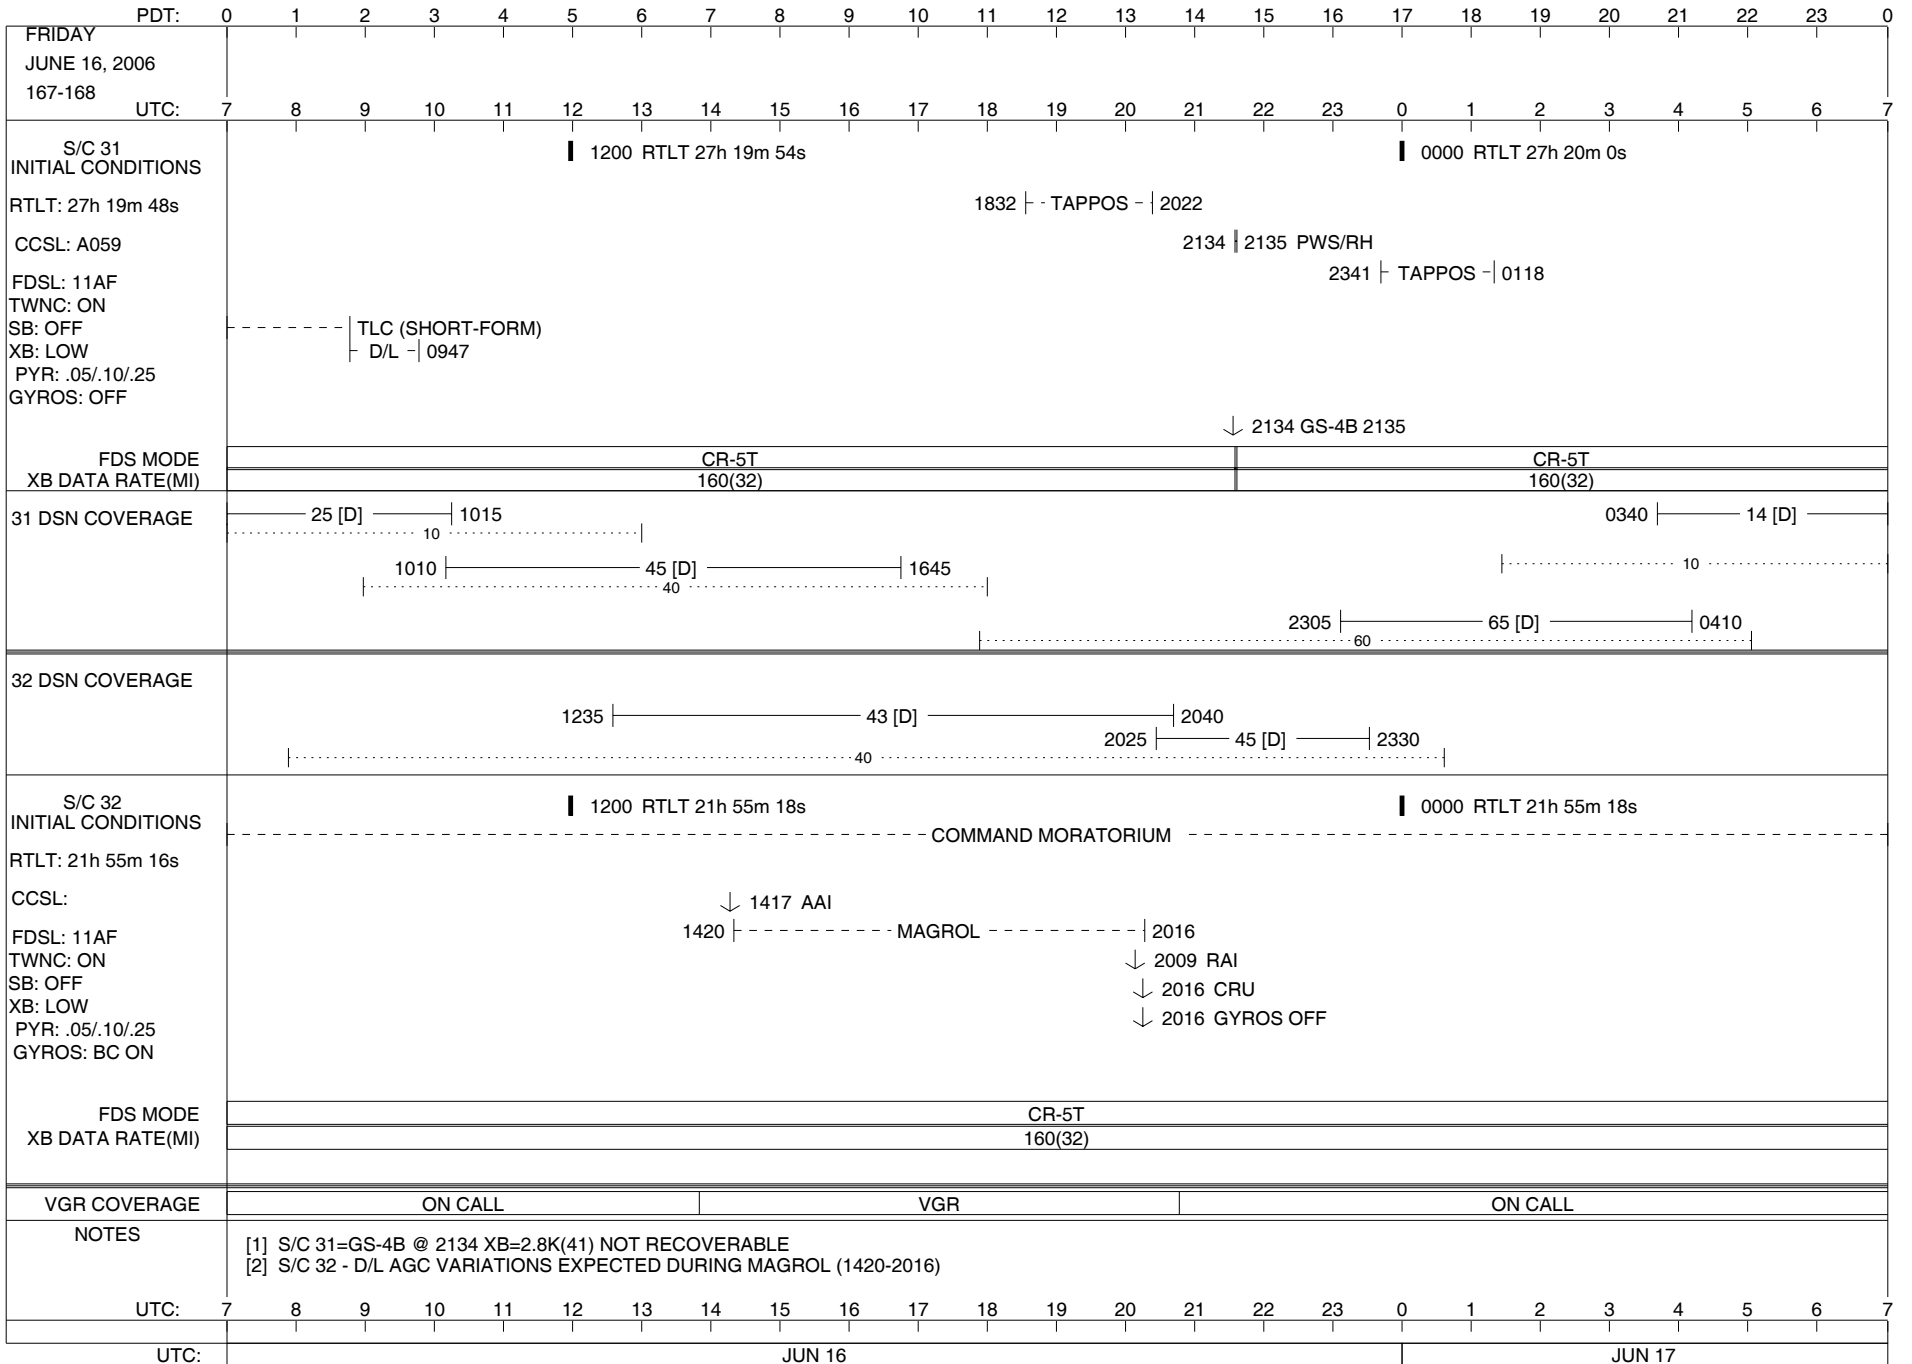 PDT: 0 1 2 3 4 5 6 7 8 9 10 11 12 13 14 15 16 17 18 19 20 21 22 23 0
FRIDAY
JUNE 16, 2006
167-168
UTC: 7 8 9 10 11 12 13 14 15 16 17 18 19 20 21 22 23 0 1 2 3 4 5 6 7
S/C 31
INITIAL CONDITIONS
1200 RTLT 27h 19m 54s 0000 RTLT 27h 20m 0s
RTLT: 27h 19m 48s
1832 TAPPOS 2022
CCSL: A059
2134 2135 PWS/RH
2341 TAPPOS 0118
FDSL: 11AF
TWNC: ON
SB: OFF
TLC (SHORT-FORM)
XB: LOW
D/L 0947
PYR: .05/.10/.25
GYROS: OFF
2134 GS-4B 2135
FDS MODE CR-5T CR-5T
XB DATA RATE(MI) 160(32) 160(32)
31 DSN COVERAGE
25 [D] 1015 0340 14 [D]
10
1010 45 [D] 1645 10
40
2305 65 [D] 0410
60
32 DSN COVERAGE
1235 43 [D] 2040
2025 45 [D] 2330
40
S/C 32
INITIAL CONDITIONS
1200 RTLT 21h 55m 18s 0000 RTLT 21h 55m 18s
COMMAND MORATORIUM
RTLT: 21h 55m 16s
CCSL:
1417 AAI
FDSL: 11AF
1420 MAGROL 2016
TWNC: ON
2009 RAI
SB: OFF
2016 CRU
XB: LOW
PYR: .05/.10/.25
2016 GYROS OFF
GYROS: BC ON
FDS MODE CR-5T
XB DATA RATE(MI) 160(32)
VGR COVERAGE ON CALL VGR ON CALL
NOTES
[1] S/C 31=GS-4B @ 2134 XB=2.8K(41) NOT RECOVERABLE
[2] S/C 32 - D/L AGC VARIATIONS EXPECTED DURING MAGROL (1420-2016)
UTC: 7 8 9 10 11 12 13 14 15 16 17 18 19 20 21 22 23 0 1 2 3 4 5 6 7
UTC: JUN 16 JUN 17